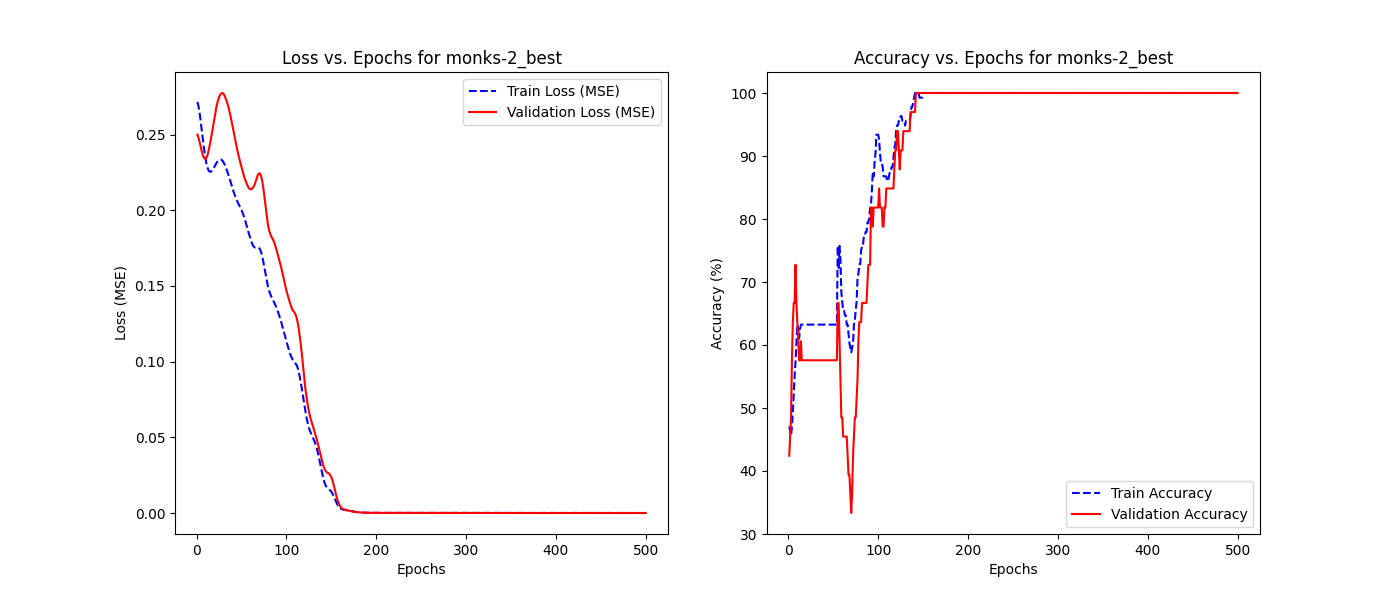 Loss vs. Epochs for monks-2_best
Train Loss (MSE)
Validation Loss (MSE)
Loss (MSE)
0.25
0.20
0.15
0.10
0.05
0.00
0
100
200
300
400
500
Epochs
Accuracy vs. Epochs for monks-2_best
Accuracy (%)
100
90
80
70
60
50
40
30
Train Accuracy
Validation Accuracy
0
100
200
300
400
500
Epochs